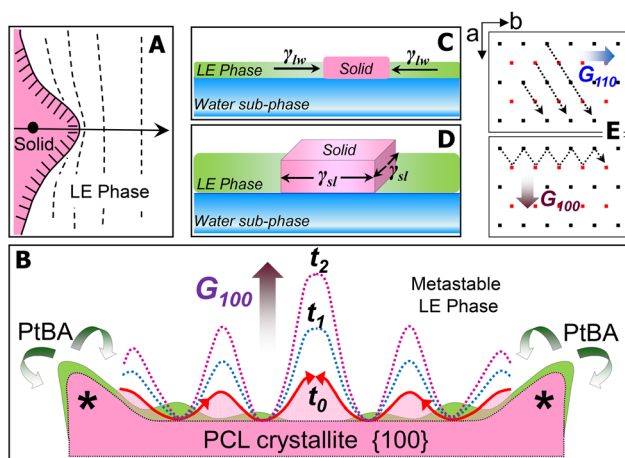 A
Solid
LE Phase
C
γlw
γlw
LE Phase
Solid
Water sub-phase
D
Solid
LE Phase
γsl
γsl
Water sub-phase
b
a
G110
E
G100
B
t2
G100
t1
Metastable
LE Phase
PtBA
PtBA
t0
*
*
PCL crystallite {100}